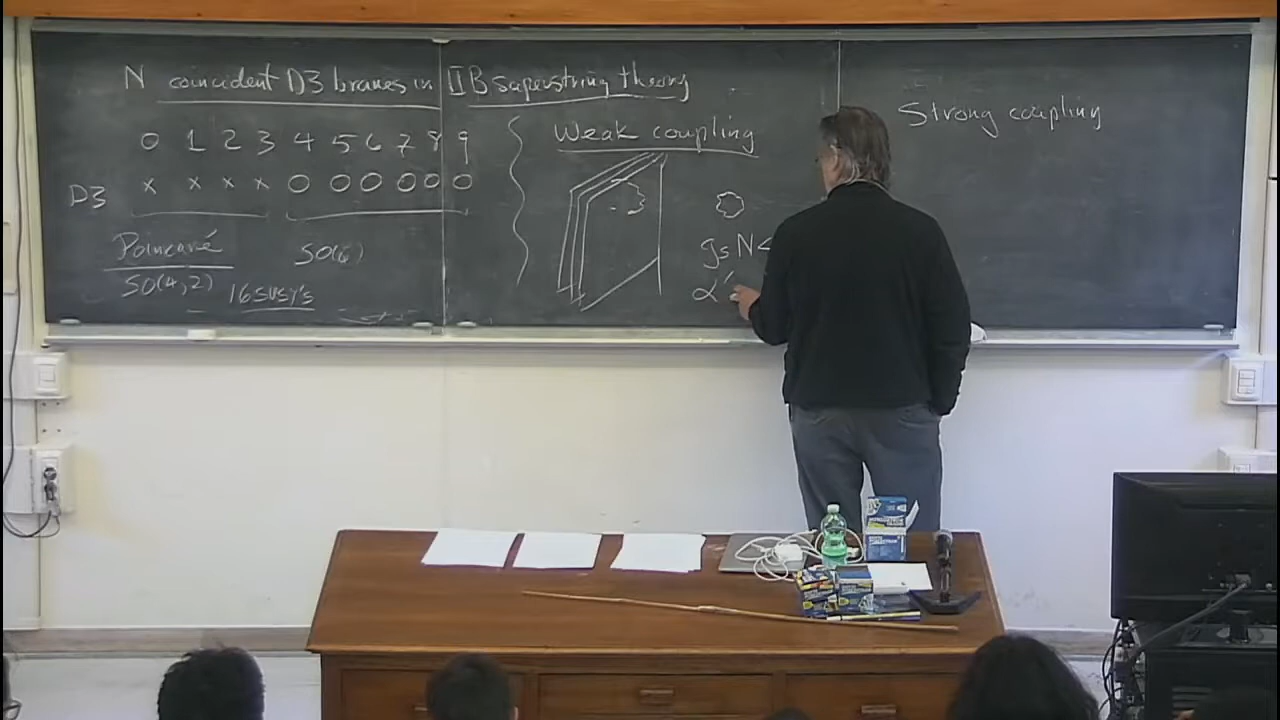 N coincident D3 branes in IIB superstring theory
0 1 2 3 4 5 6 7 8 9
D3 x x x x 0 0 0 0 0 0
Poincaré SO(6)
SO(4,2) 16 SUSY's
Weak coupling
gs N <
α'
Strong coupling